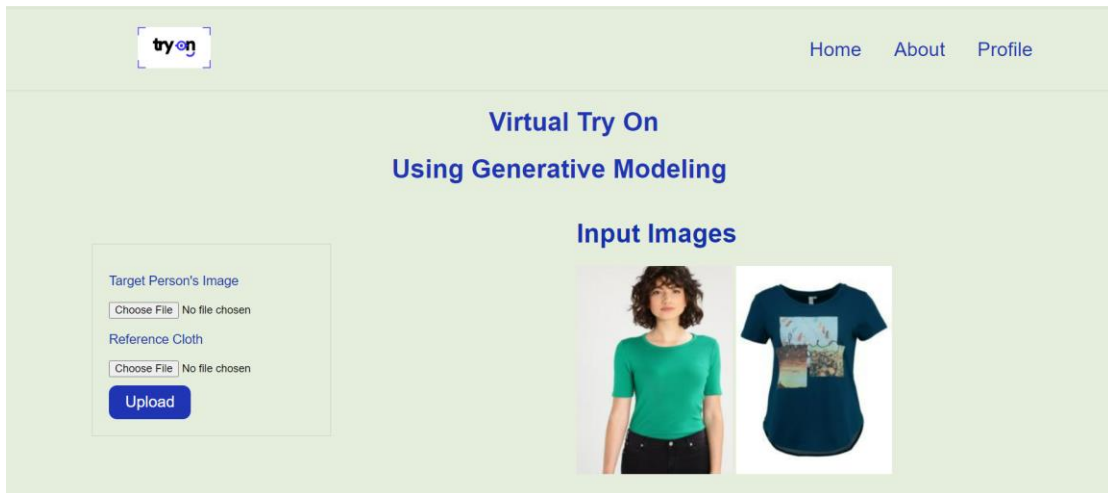 try on
Home About Profile
Virtual Try On
Using Generative Modeling
Input Images
Target Person's Image
Choose File No file chosen
Reference Cloth
Choose File No file chosen
Upload